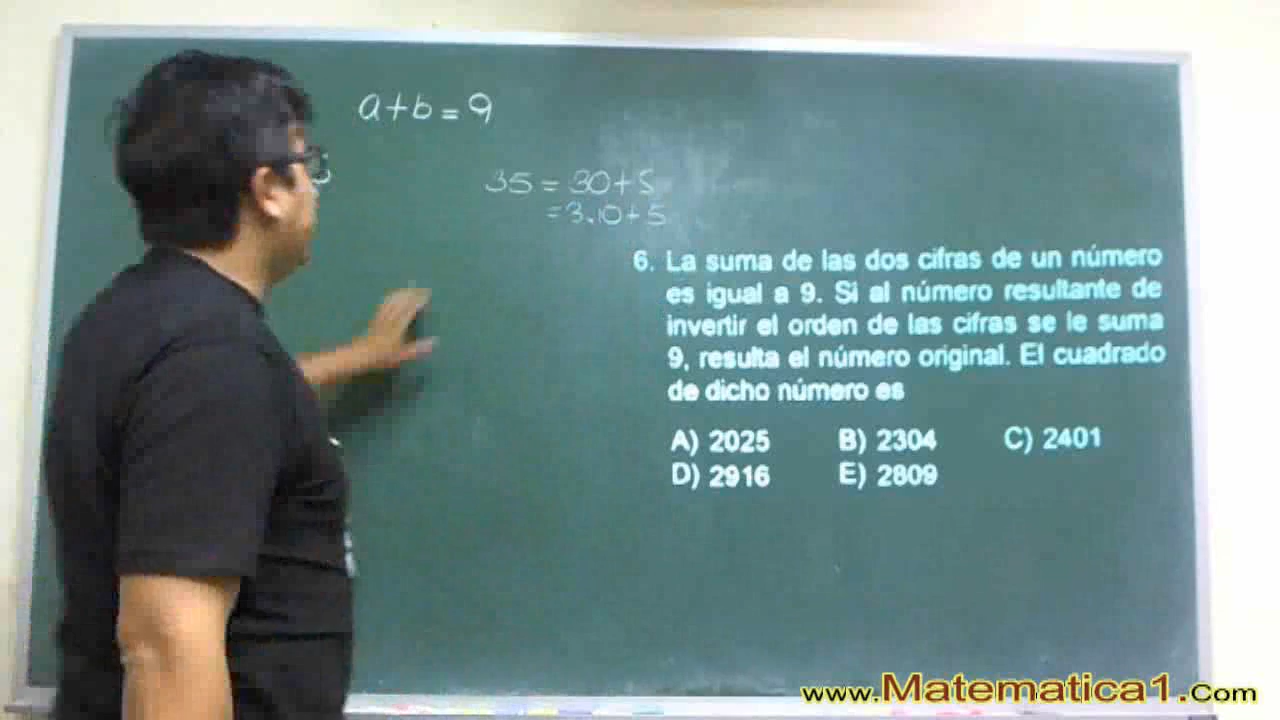 a+b=9
35 = 30+5
=3.10+5
6. La suma de las dos cifras de un número
es igual a 9. Si al número resultante de
invertir el orden de las cifras se le suma
9, resulta el número original. El cuadrado
de dicho número es
A) 2025 B) 2304 C) 2401
D) 2916 E) 2809
www.Matematica1.Com